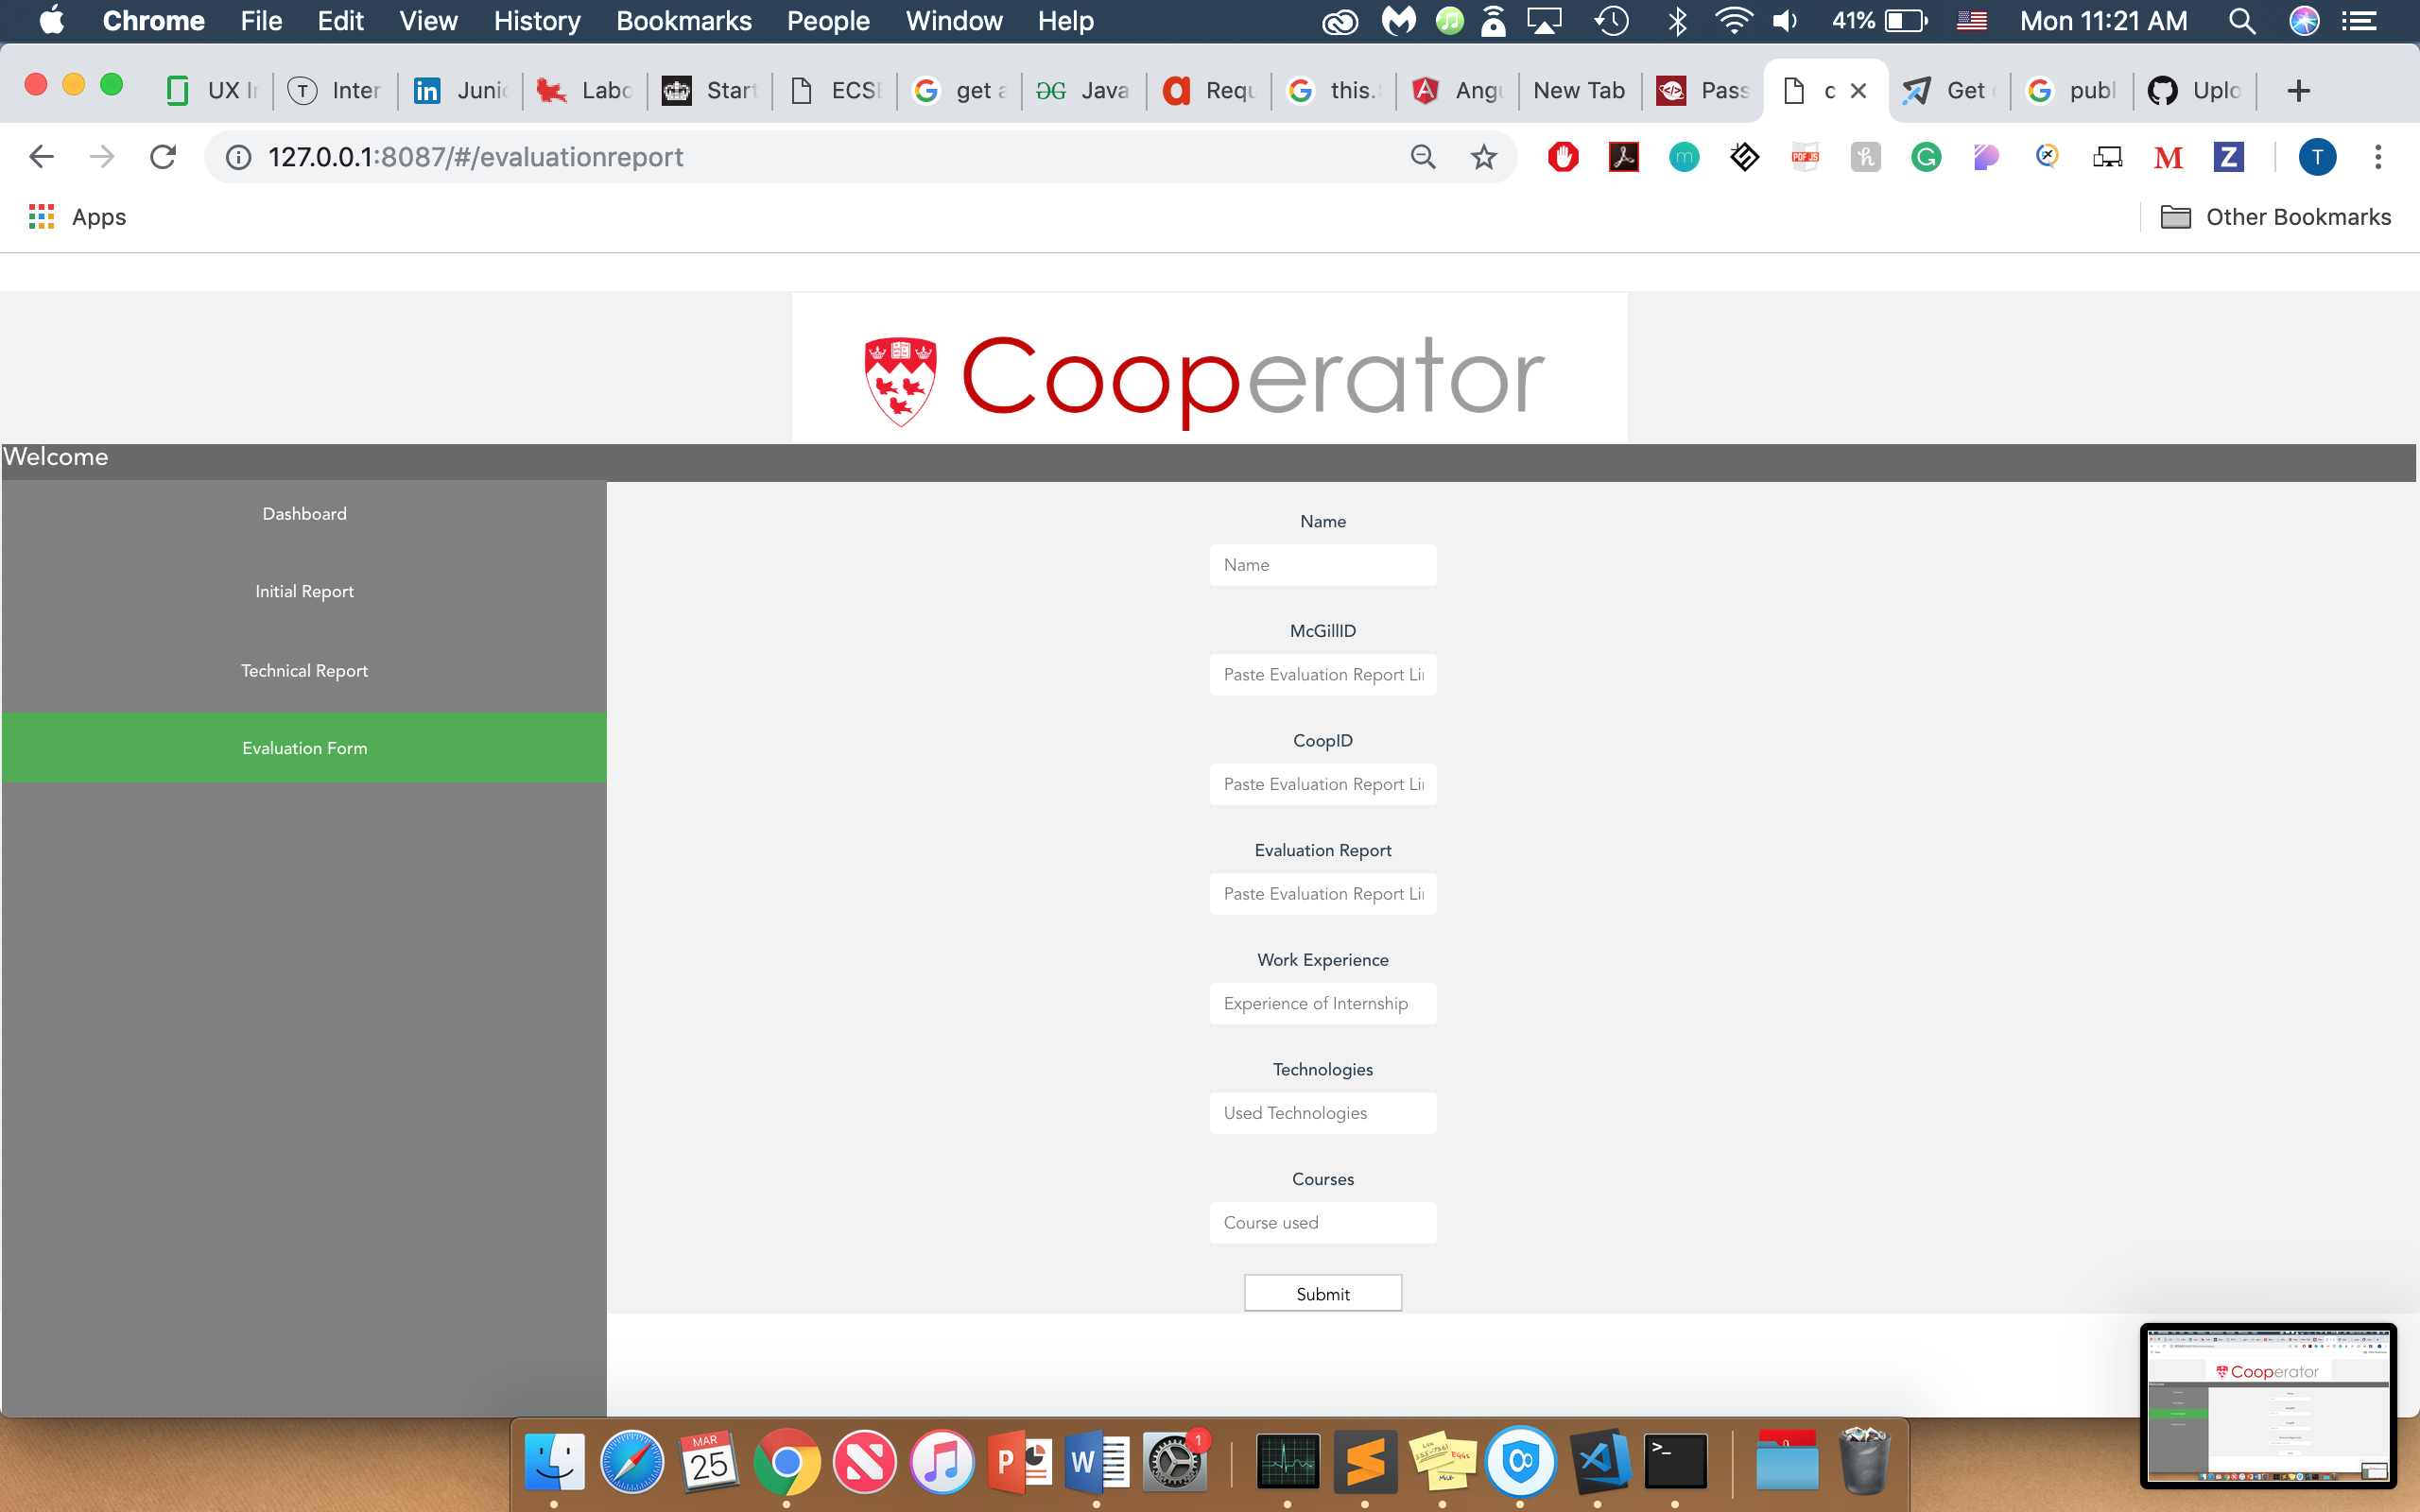 Chrome File Edit View History Bookmarks People Window Help 41% Mon 11:21 AM
UX Inter Juni Labo Start ECS get a Java Requ this. Angu New Tab Pass c Get publ Uplo
127.0.0.1:8087/#/evaluationreport
Apps Other Bookmarks
Cooperator
Welcome
Dashboard
Initial Report
Technical Report
Evaluation Form
Name
Name
McGillID
Paste Evaluation Report Li
CoopID
Paste Evaluation Report Li
Evaluation Report
Paste Evaluation Report Li
Work Experience
Experience of Internship
Technologies
Used Technologies
Courses
Course used
Submit
Cooperator
MAR
25
1